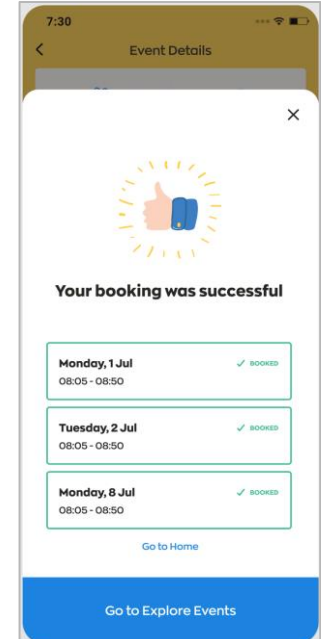 7:30
Event Details
Your booking was successful
Monday, 1 Jul
BOOKED
08:05 - 08:50
Tuesday, 2 Jul
BOOKED
08:05 - 08:50
Monday, 8 Jul
BOOKED
08:05 - 08:50
Go to Home
Go to Explore Events